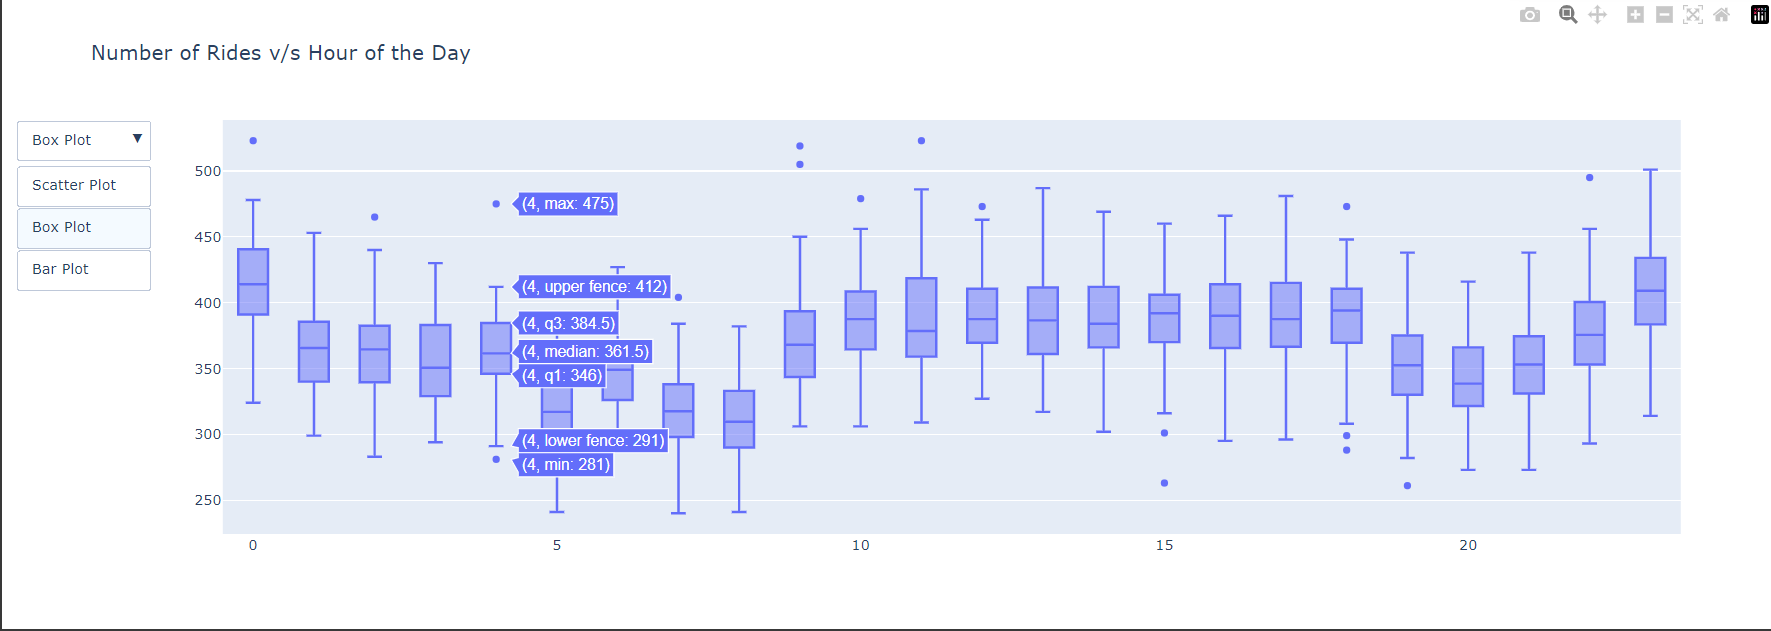 Number of Rides v/s Hour of the Day
Box Plot ▼
Scatter Plot
Box Plot
Bar Plot
500
450
400
350
300
250
(4, max: 475)
(4, upper fence: 412)
(4, q3: 384.5)
(4, median: 361.5)
(4, q1: 346)
(4, lower fence: 291)
(4, min: 281)
0 5 10 15 20